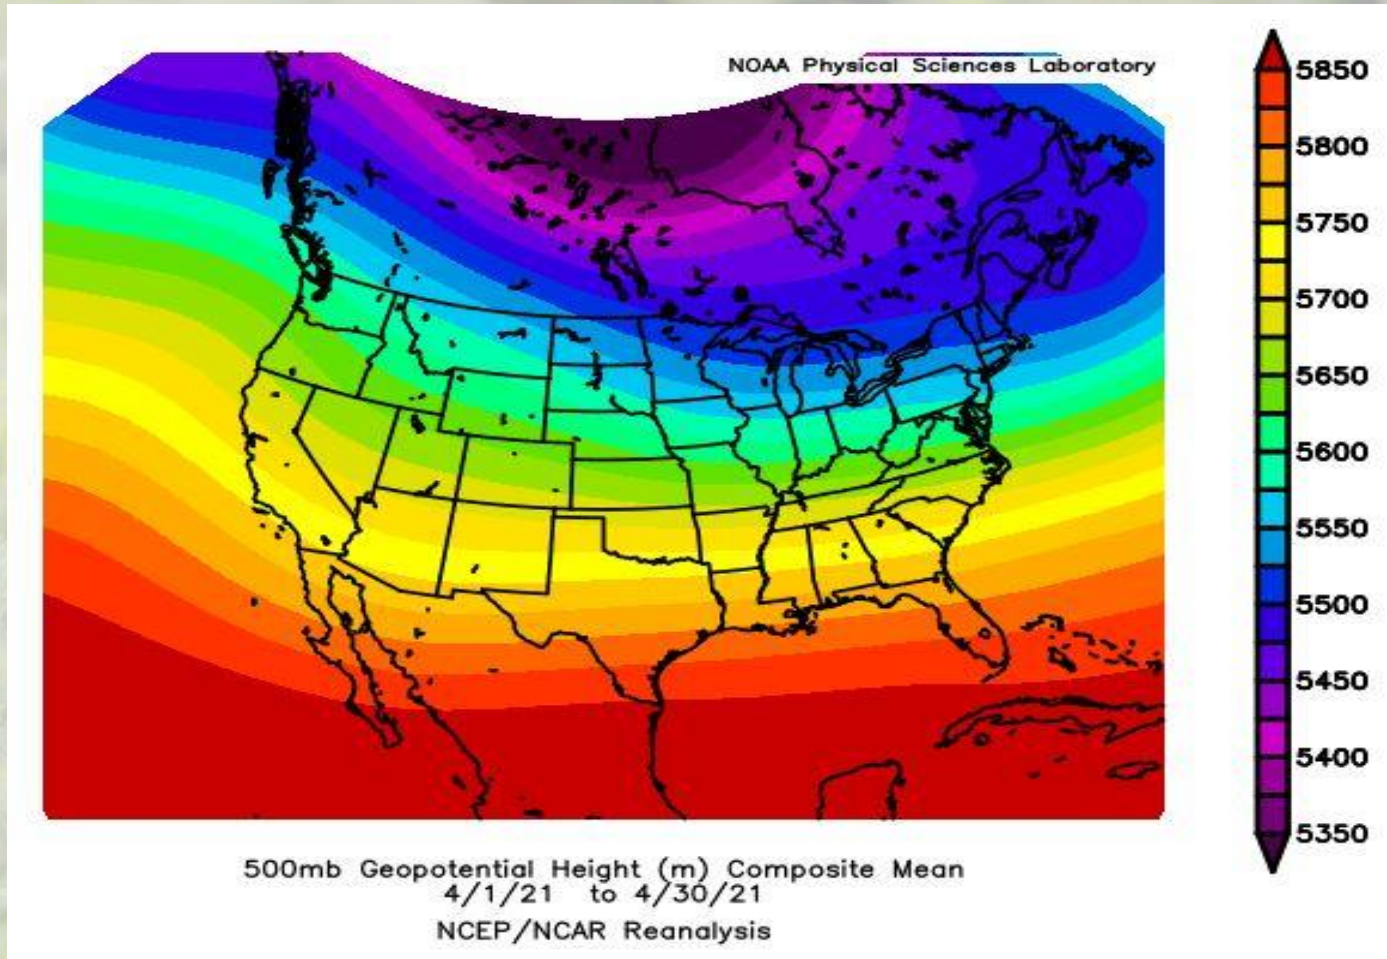 NOAA Physical Sciences Laboratory
5850
5800
5750
5700
5650
5600
5550
5500
5450
5400
5350
500mb Geopotential Height (m) Composite Mean
4/1/21 to 4/30/21
NCEP/NCAR Reanalysis